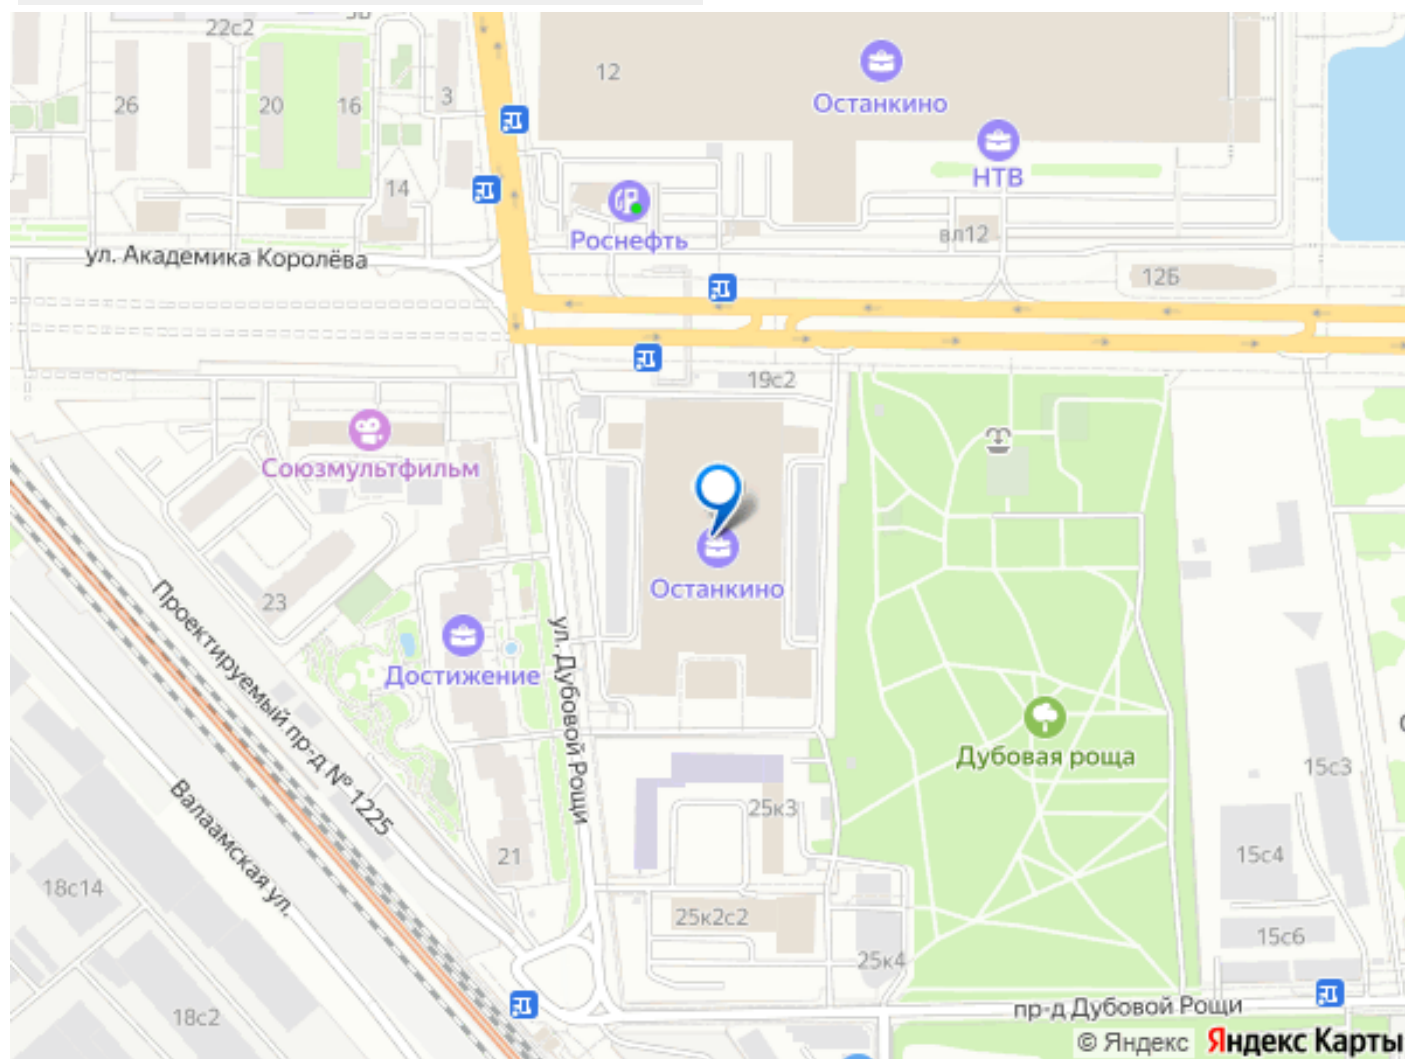 22с2
12
Останкино
26
20
16
3
НТВ
14
Роснефть
вл12
ул. Академика Королёва
12Б
19с2
Союзмультфильм
Останкино
23
Проектируемый пр-д № 1225
ул. Дубовой Рощи
Достижение
Дубовая роща
15с3
Валаамская ул.
25к3
21
15с4
18с14
25к2с2
15с6
25к4
18с2
пр-д Дубовой Рощи
© Яндекс Яндекс Карты